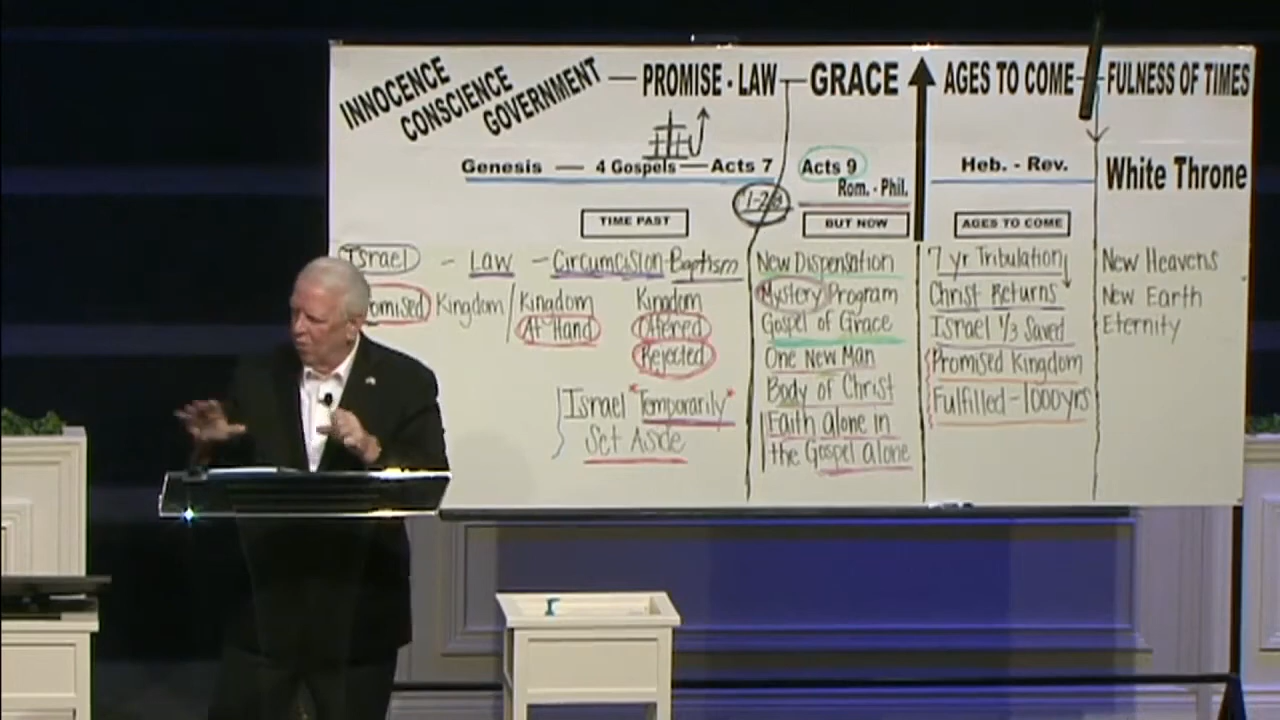 INNOCENCE
CONSCIENCE
GOVERNMENT — PROMISE - LAW — GRACE AGES TO COME — FULNESS OF TIMES
Genesis — 4 Gospels — Acts 7 Acts 9 Heb. - Rev. White Throne
Rom. - Phil.
TIME PAST BUT NOW AGES TO COME
Israel - Law - Circumcision - Baptism
Kingdom / Kingdom At Hand
Kingdom Offered Rejected
Israel "Temporarily"
Set Aside
New Dispensation
Mystery Program
Gospel of Grace
One New Man
Body of Christ
Faith alone in
the Gospel alone
7 yr Tribulation
Christ Returns
Israel 1/3 Saved
Promised Kingdom
Fulfilled - 1000yrs
New Heavens
New Earth
Eternity